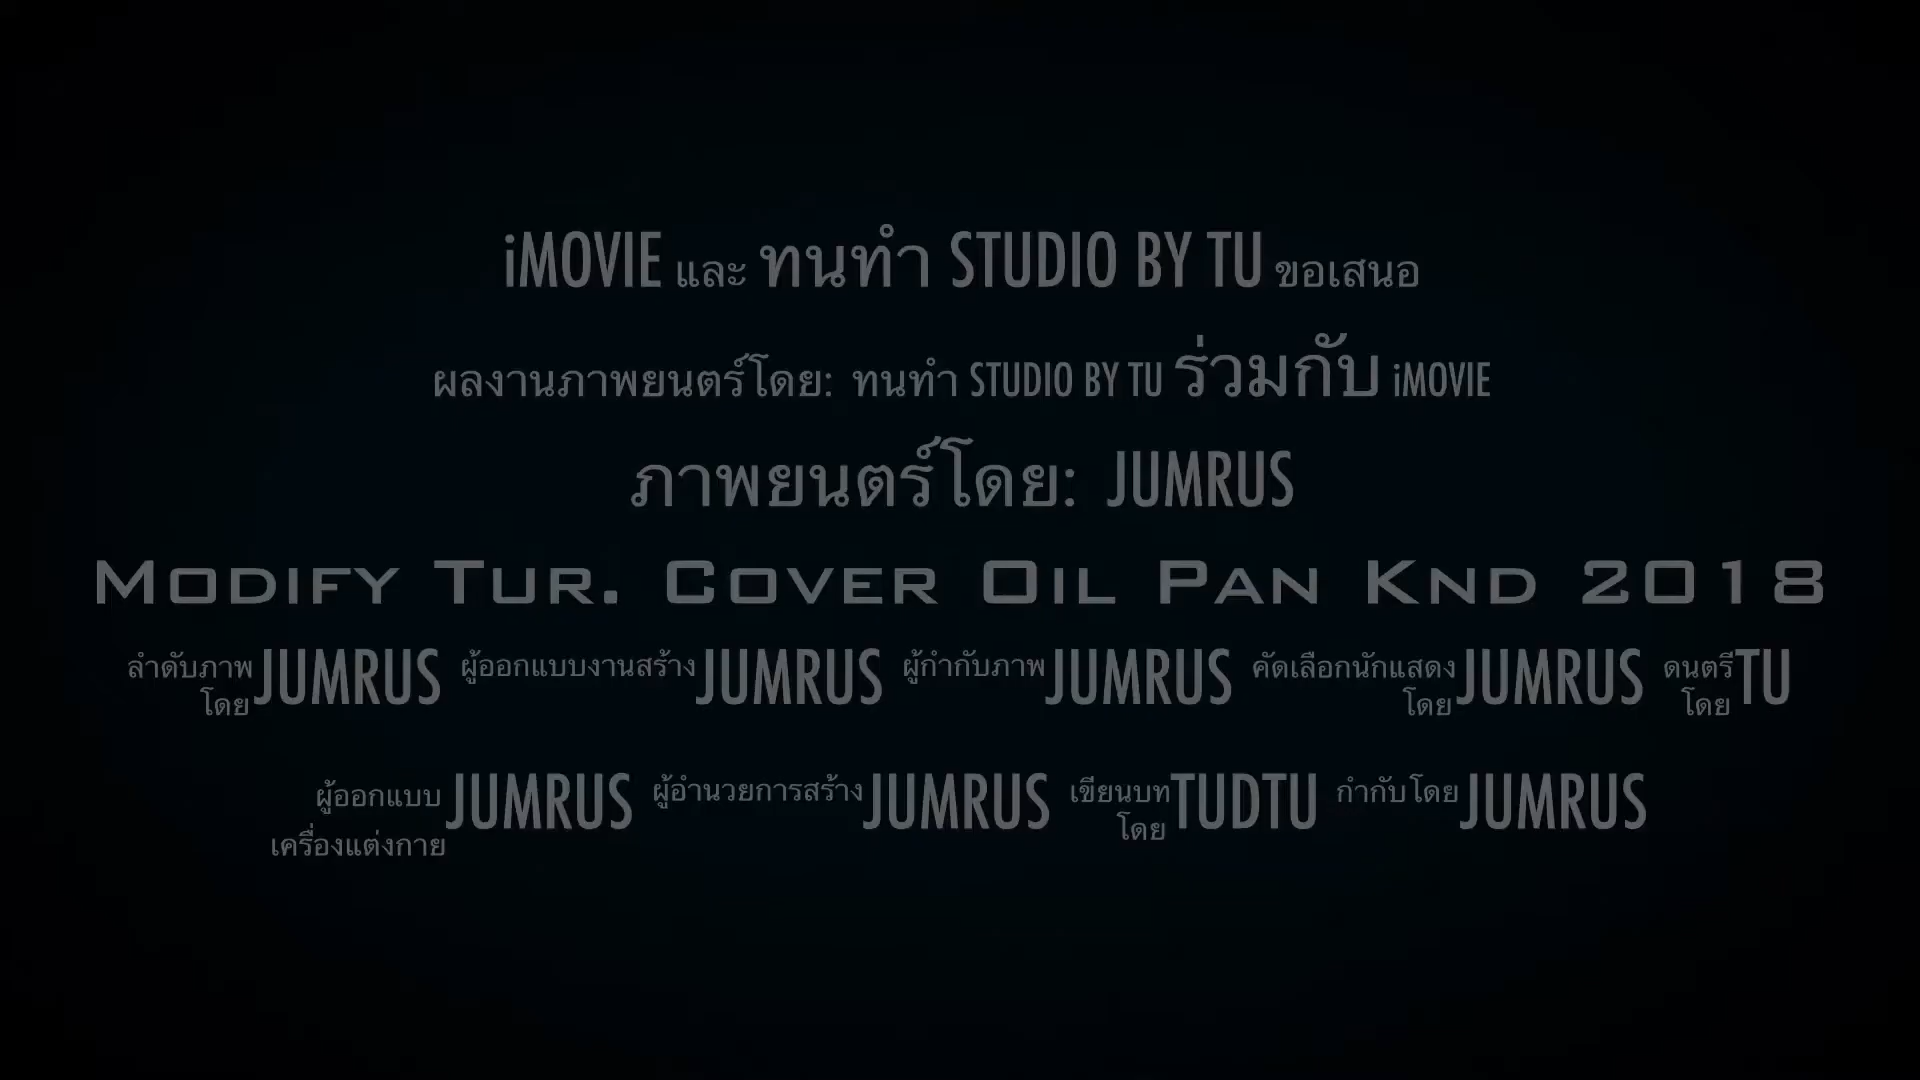 iMOVIE และ ทนทำ STUDIO BY TU ขอเสนอ
ผลงานภาพยนตร์โดย: ทนทำ STUDIO BY TU ร่วมกับ iMOVIE
ภาพยนตร์โดย: JUMRUS
MODIFY TUR. COVER OIL PAN KND 2018
ลำดับภาพโดย JUMRUS ผู้ออกแบบงานสร้าง JUMRUS ผู้กำกับภาพ JUMRUS คัดเลือกนักแสดงโดย JUMRUS ดนตรีโดย TU
ผู้ออกแบบเครื่องแต่งกาย JUMRUS ผู้อำนวยการสร้าง JUMRUS เขียนบทโดย TUDTU กำกับโดย JUMRUS